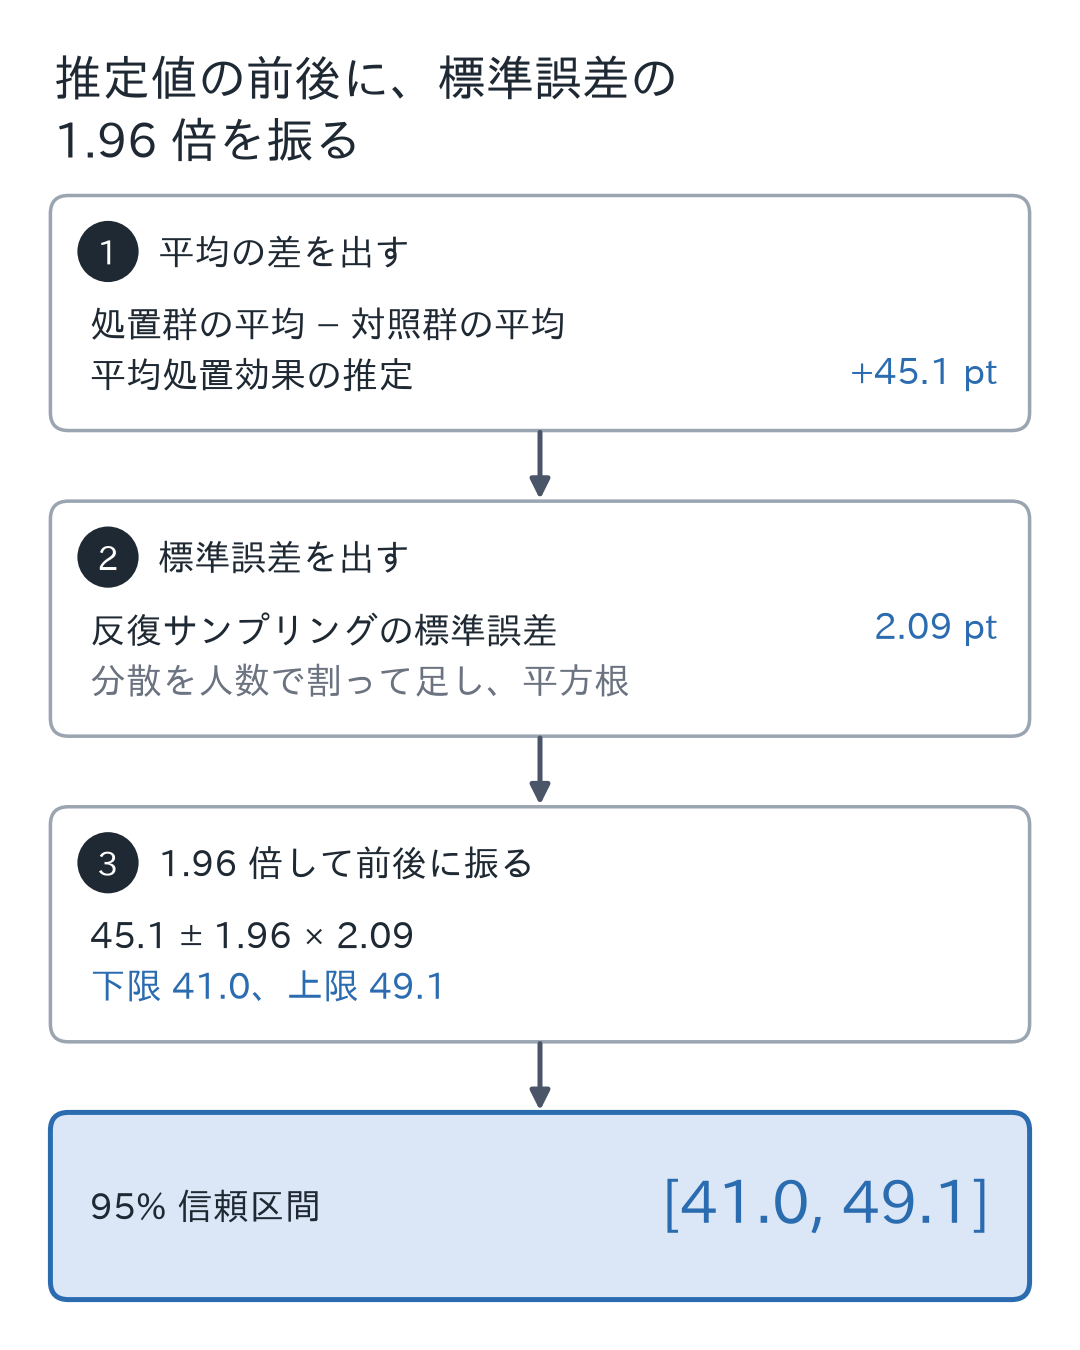 推定値の前後に、標準誤差の
1.96 倍を振る
1 平均の差を出す
処置群の平均 − 対照群の平均
平均処置効果の推定 +45.1 pt
2 標準誤差を出す
反復サンプリングの標準誤差 2.09 pt
分散を人数で割って足し、平方根
3 1.96 倍して前後に振る
45.1 ± 1.96 × 2.09
下限 41.0、上限 49.1
95% 信頼区間 [41.0, 49.1]